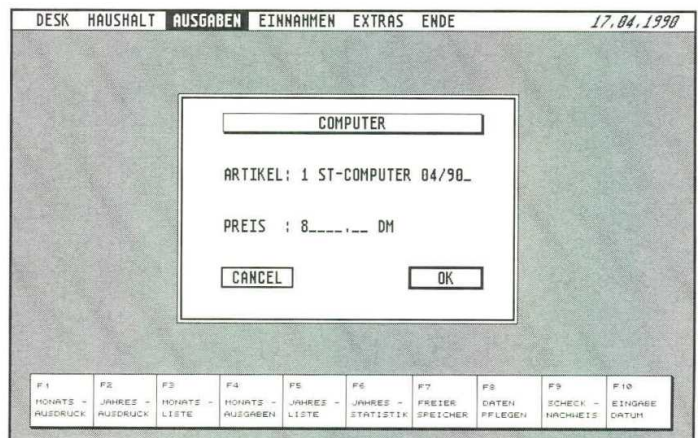 DESK HAUSHALT AUSGABEN EINNAHMEN EXTRAS ENDE 17.04.1990
COMPUTER
ARTIKEL: 1 ST-COMPUTER 04/90_
PREIS : 8____.__ DM
CANCEL OK
F1 F2 F3 F4 F5 F6 F7 F8 F9 F10
MONATS - JAHRES - MONATS - MONATS - JAHRES - JAHRES - FREIER DATEN SCHECK - EINGABE
AUSDRUCK AUSDRUCK LISTE AUSGABEN LISTE STATISTIK SPEICHER PFLEGEN NACHWEIS DATUM